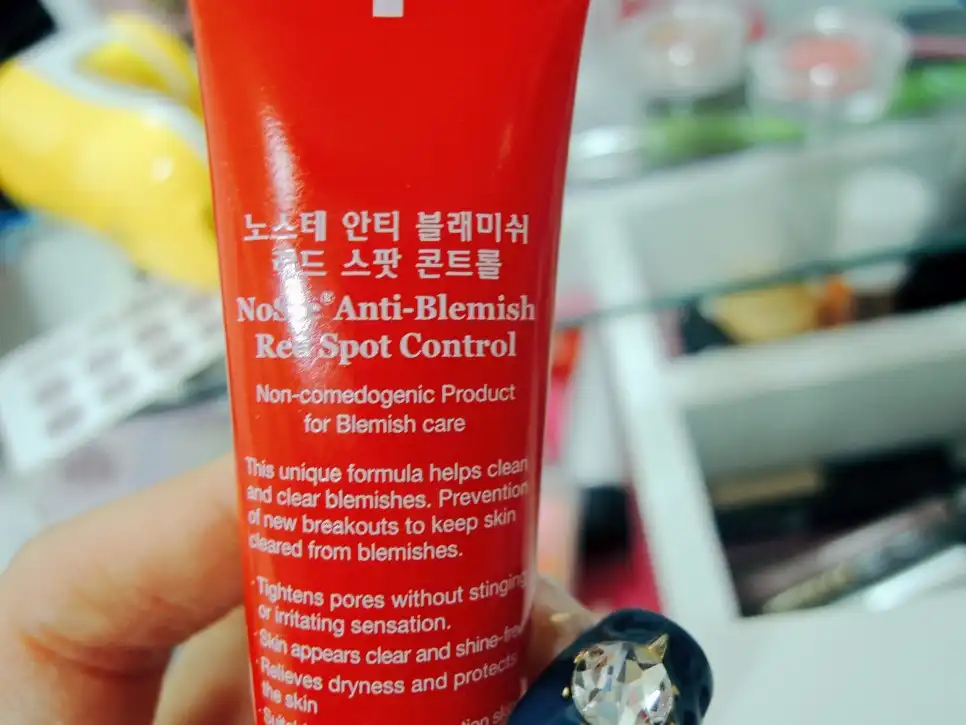 노스테 안티 블래미쉬
레드 스팟 콘트롤
Anti-Blemish
Red Spot Control
Non-comedogenic Product
for Blemish care
This unique formula helps clean
and clear blemishes. Prevention
of new breakouts to keep skin
cleared from blemishes.
·Tightens pores without stinging
or irritating sensation.
·Skin appears clear and shine-free
·Relieves dryness and protects
the skin